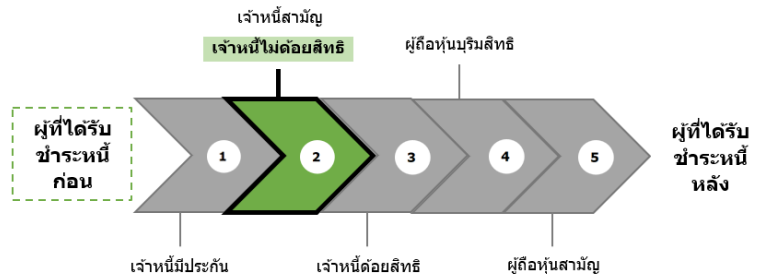 เจ้าหนี้สามัญ
เจ้าหนี้ไม่ด้อยสิทธิ
ผู้ถือหุ้นบุริมสิทธิ
ผู้ที่ได้รับ
ชำระหนี้
ก่อน
1
2
3
4
5
ผู้ที่ได้รับ
ชำระหนี้
หลัง
เจ้าหนี้มีประกัน
เจ้าหนี้ด้อยสิทธิ
ผู้ถือหุ้นสามัญ